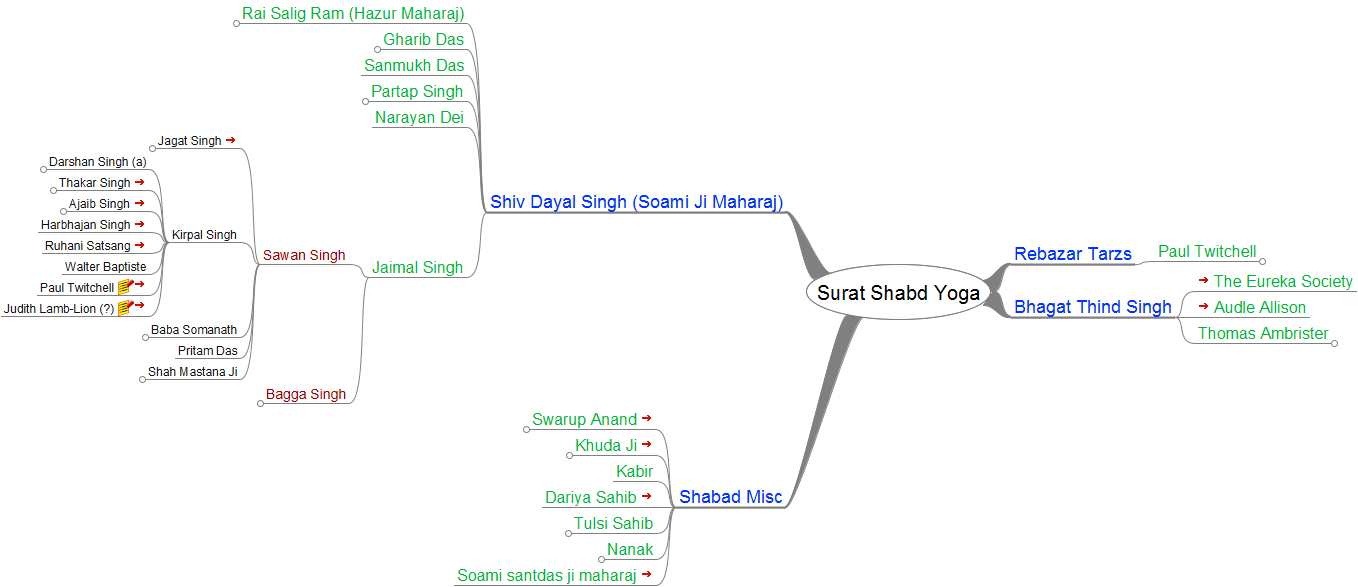 Rai Salig Ram (Hazur Maharaj)
Gharib Das
Sanmukh Das
Partap Singh
Narayan Dei
Jagat Singh
Darshan Singh (a)
Thakar Singh
Ajaib Singh
Harbhajan Singh
Ruhani Satsang
Walter Baptiste
Paul Twitchell
Judith Lamb-Lion (?)
Kirpal Singh
Baba Somanath
Pritam Das
Shah Mastana Ji
Sawan Singh
Bagga Singh
Jaimal Singh
Shiv Dayal Singh (Soami Ji Maharaj)
Surat Shabd Yoga
Rebazar Tarzs
Paul Twitchell
Bhagat Thind Singh
The Eureka Society
Audle Allison
Thomas Ambrister
Swarup Anand
Khuda Ji
Kabir
Dariya Sahib
Tulsi Sahib
Nanak
Soami santdas ji maharaj
Shabad Misc